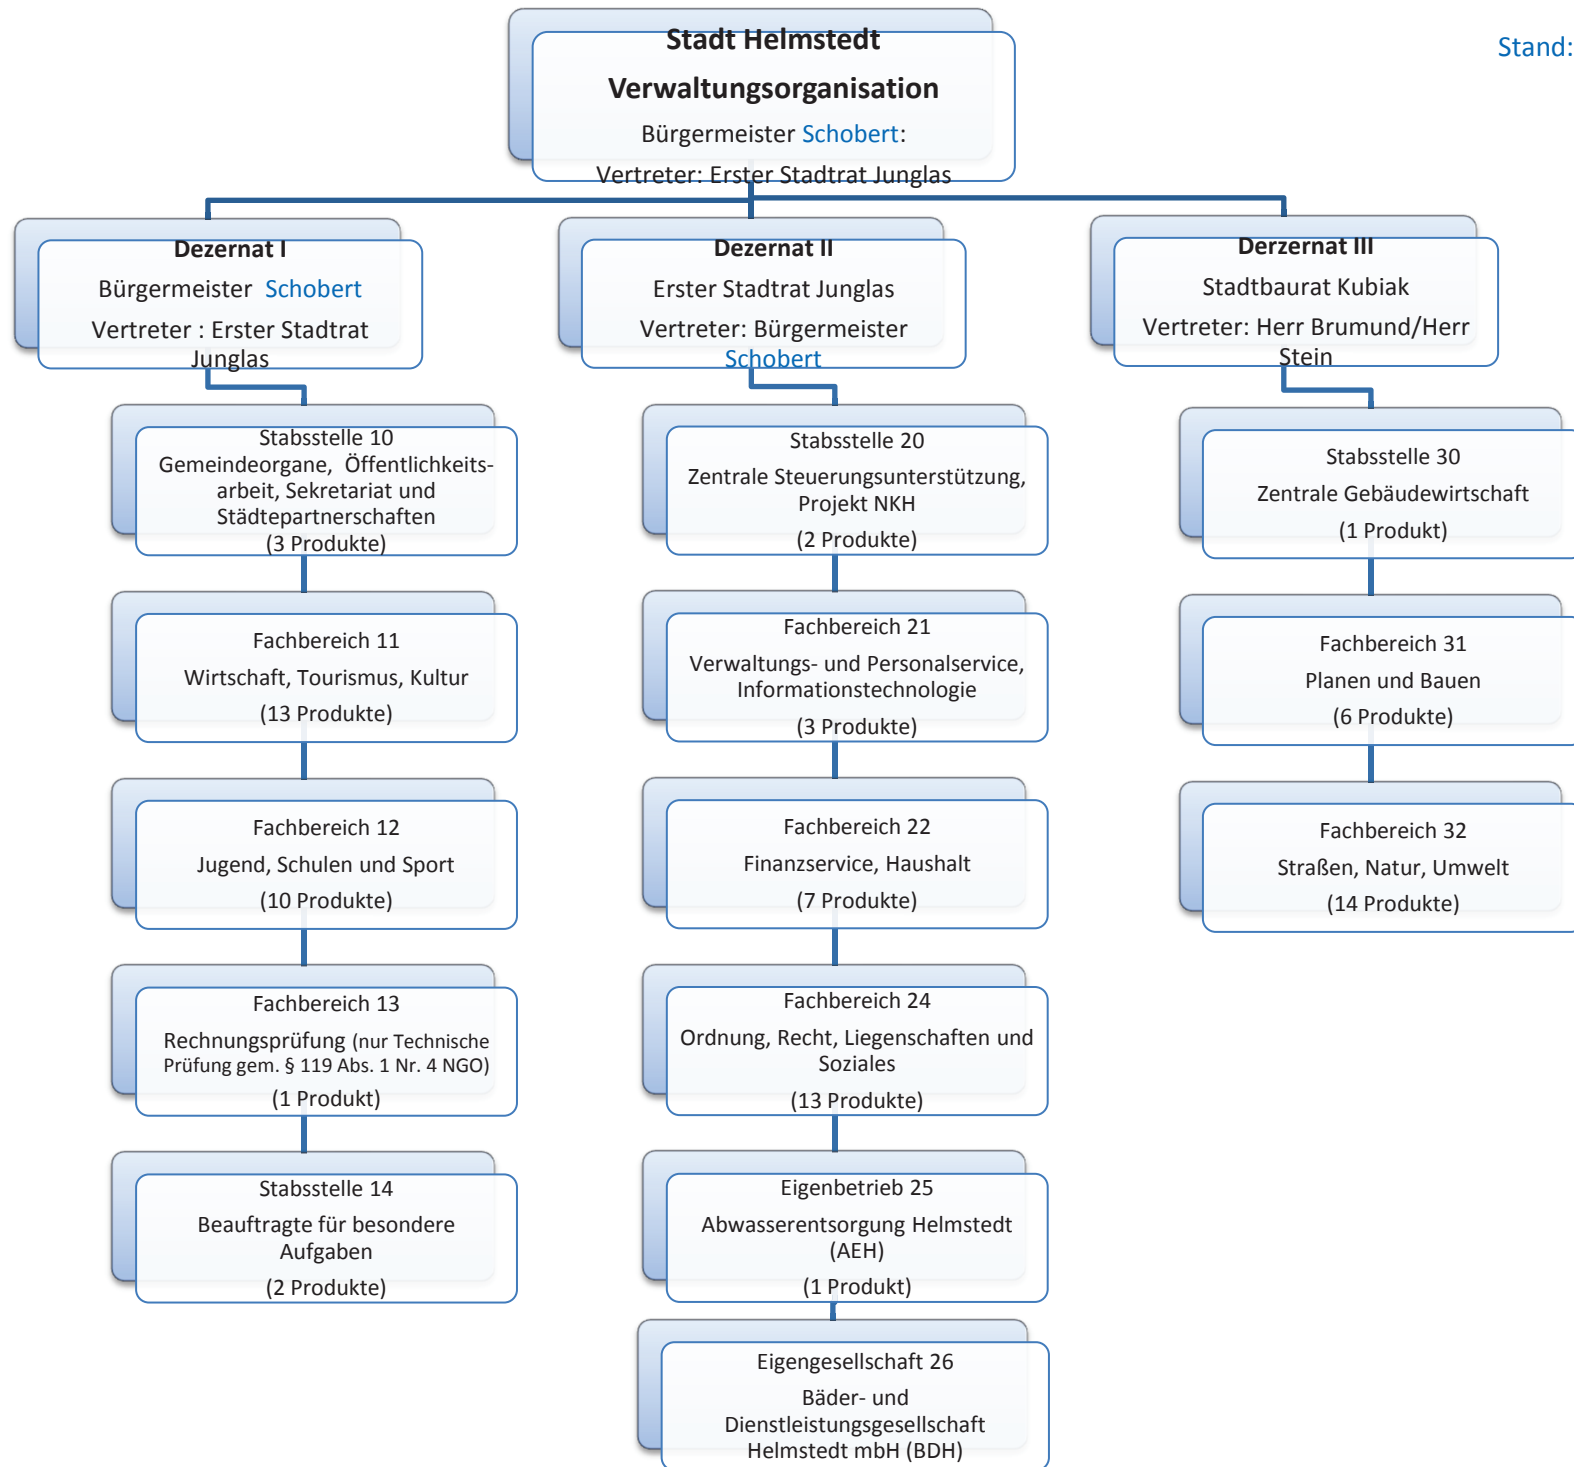 Stadt Helmstedt
Verwaltungsorganisation
Bürgermeister Schobert:
Vertreter: Erster Stadtrat Junglas
Stand:
Dezernat I
Bürgermeister Schobert
Vertreter : Erster Stadtrat
Junglas
Stabsstelle 10
Gemeindeorgane, Öffentlichkeits-
arbeit, Sekretariat und
Städtepartnerschaften
(3 Produkte)
Fachbereich 11
Wirtschaft, Tourismus, Kultur
(13 Produkte)
Fachbereich 12
Jugend, Schulen und Sport
(10 Produkte)
Fachbereich 13
Rechnungsprüfung (nur Technische
Prüfung gem. § 119 Abs. 1 Nr. 4 NGO)
(1 Produkt)
Stabsstelle 14
Beauftragte für besondere
Aufgaben
(2 Produkte)
Dezernat II
Erster Stadtrat Junglas
Vertreter: Bürgermeister
Schobert
Stabsstelle 20
Zentrale Steuerungsunterstützung,
Projekt NKH
(2 Produkte)
Fachbereich 21
Verwaltungs- und Personalservice,
Informationstechnologie
(3 Produkte)
Fachbereich 22
Finanzservice, Haushalt
(7 Produkte)
Fachbereich 24
Ordnung, Recht, Liegenschaften und
Soziales
(13 Produkte)
Eigenbetrieb 25
Abwasserentsorgung Helmstedt
(AEH)
(1 Produkt)
Eigengesellschaft 26
Bäder- und
Dienstleistungsgesellschaft
Helmstedt mbH (BDH)
Derzernat III
Stadtbaurat Kubiak
Vertreter: Herr Brumund/Herr
Stein
Stabsstelle 30
Zentrale Gebäudewirtschaft
(1 Produkt)
Fachbereich 31
Planen und Bauen
(6 Produkte)
Fachbereich 32
Straßen, Natur, Umwelt
(14 Produkte)